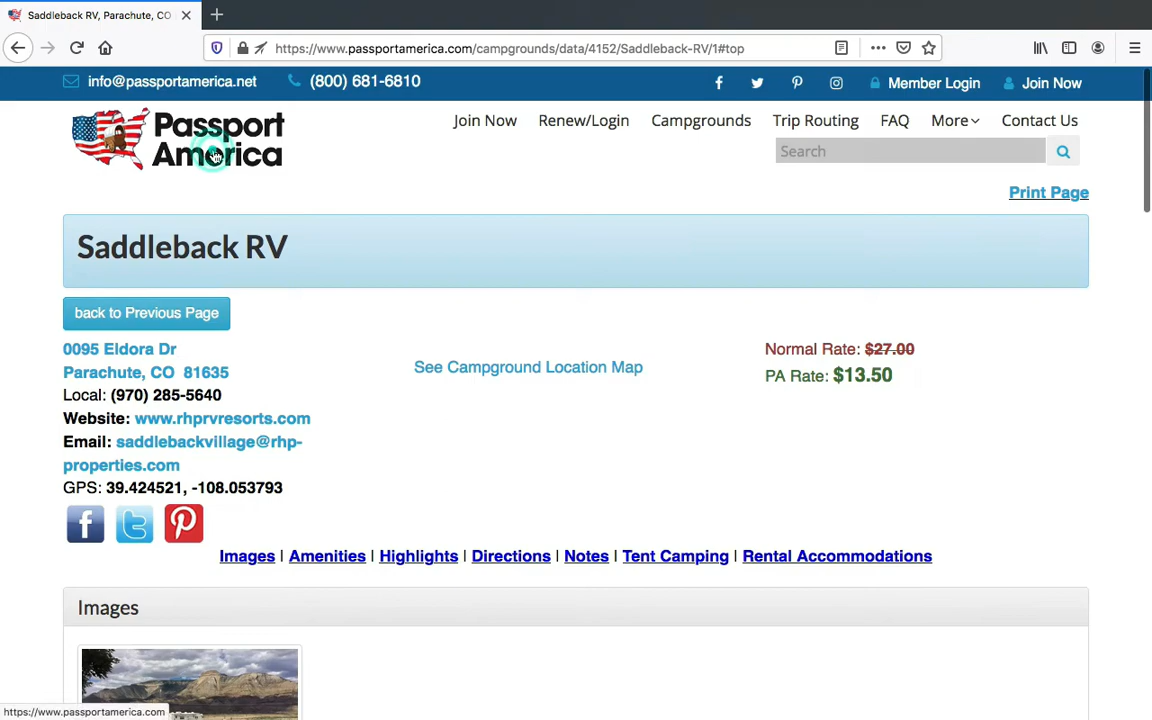 Saddleback RV, Parachute, CO
https://www.passportamerica.com/campgrounds/data/4152/Saddleback-RV/1#top
info@passportamerica.net (800) 681-6810 Member Login Join Now
Passport America
Join Now Renew/Login Campgrounds Trip Routing FAQ More Contact Us
Search
Print Page
Saddleback RV
back to Previous Page
0095 Eldora Dr
Parachute, CO 81635
Local: (970) 285-5640
Website: www.rhprvresorts.com
Email: saddlebackvillage@rhp-
properties.com
GPS: 39.424521, -108.053793
See Campground Location Map
Normal Rate: $27.00
PA Rate: $13.50
Images | Amenities | Highlights | Directions | Notes | Tent Camping | Rental Accommodations
Images
https://www.passportamerica.com